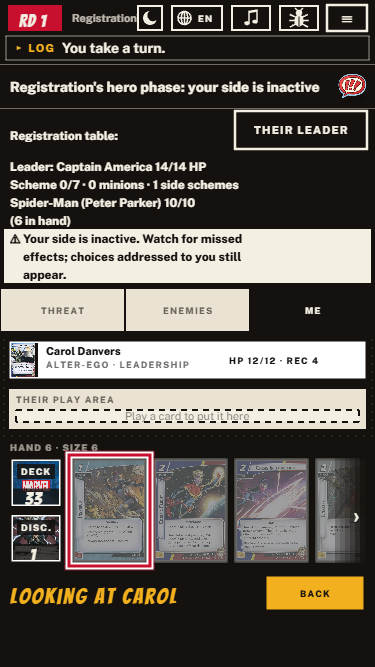 RD 1
Registration
EN
LOG You take a turn.
Registration's hero phase: your side is inactive
Registration table:
THEIR LEADER
Leader: Captain America 14/14 HP
Scheme 0/7 · 0 minions · 1 side schemes
Spider-Man (Peter Parker) 10/10
(6 in hand)
⚠ Your side is inactive. Watch for missed
effects; choices addressed to you still
appear.
THREAT
ENEMIES
ME
Carol Danvers
ALTER-EGO · LEADERSHIP
HP 12/12 · REC 4
THEIR PLAY AREA
Play a card to put it here
HAND 6 · SIZE 6
DECK
MARVEL
33
DISC.
1
LOOKING AT CAROL
BACK